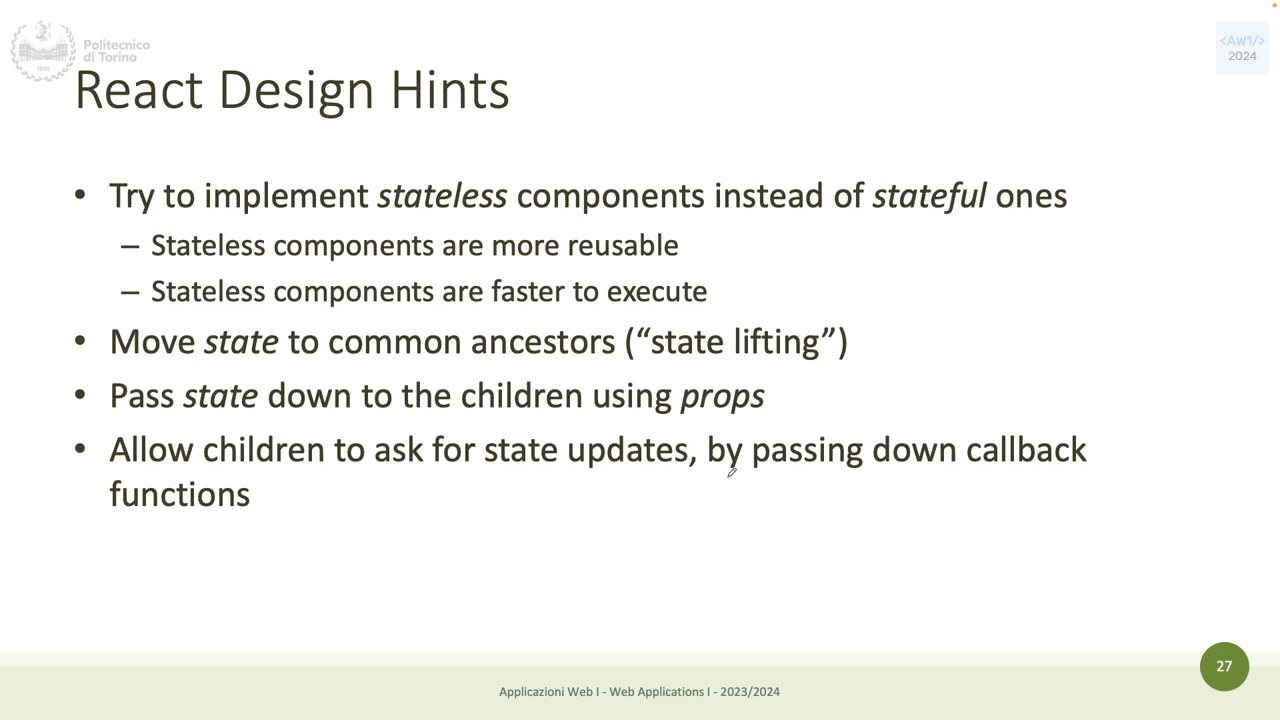 Politecnico
di Torino
1859
<AW1/>
2024
React Design Hints
• Try to implement stateless components instead of stateful ones
– Stateless components are more reusable
– Stateless components are faster to execute
• Move state to common ancestors (“state lifting”)
• Pass state down to the children using props
• Allow children to ask for state updates, by passing down callback
functions
27
Applicazioni Web I - Web Applications I - 2023/2024